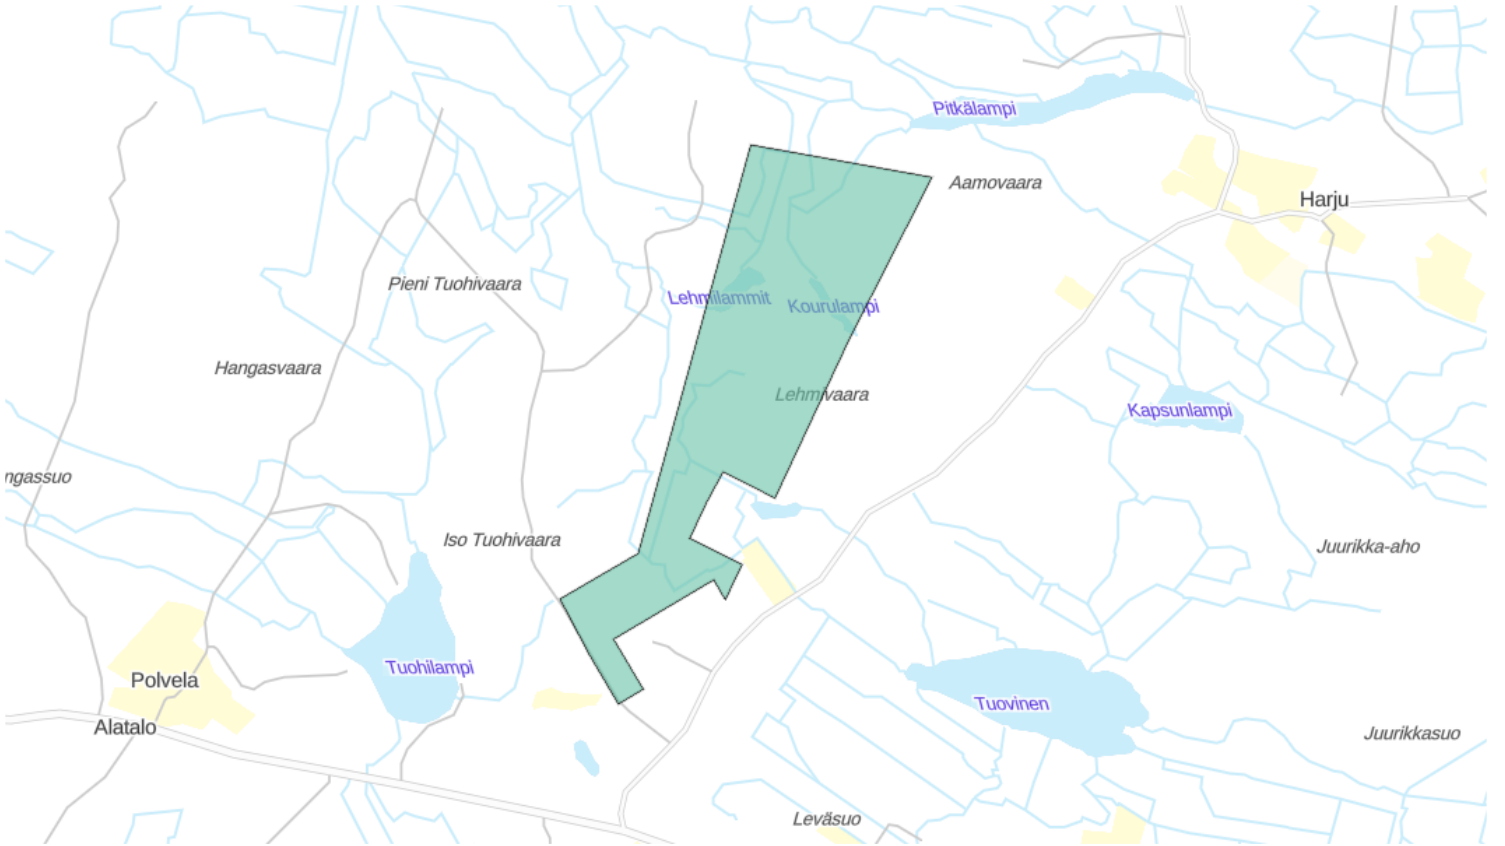 Pitkälampi
Aamovaara
Harju
Pieni Tuohivaara
Lehmilammit
Kourulampi
Hangasvaara
Lehmivaara
Kapsunlampi
ngassuo
Iso Tuohivaara
Juurikka-aho
Tuohilampi
Polvela
Tuovinen
Alatalo
Juurikkasuo
Leväsuo